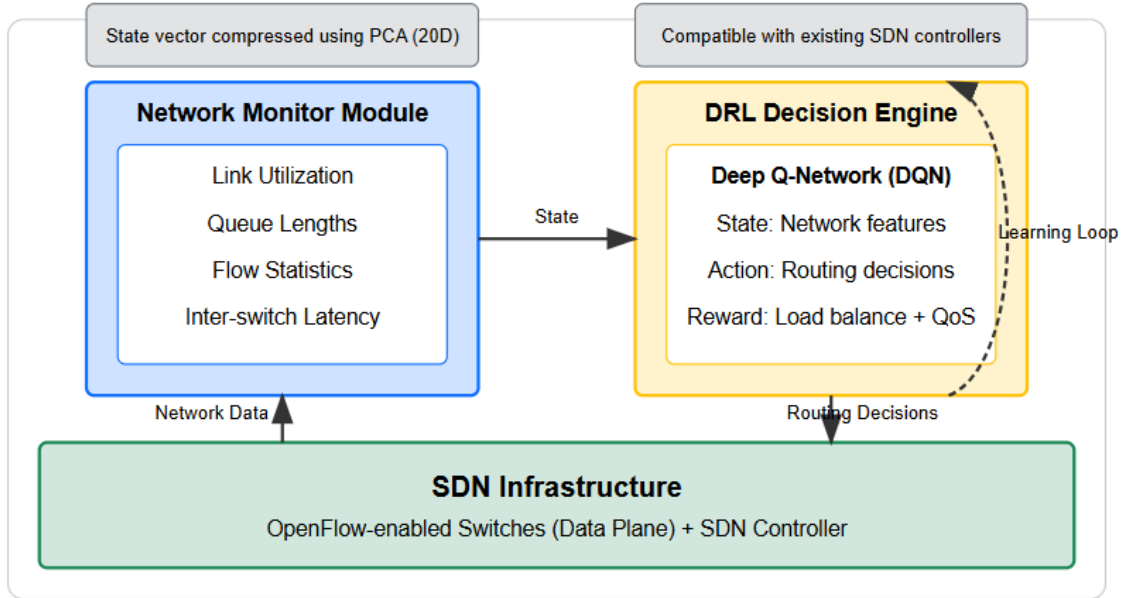 State vector compressed using PCA (20D)
Compatible with existing SDN controllers
Network Monitor Module
Link Utilization
Queue Lengths
Flow Statistics
Inter-switch Latency
State
DRL Decision Engine
Deep Q-Network (DQN)
State: Network features
Action: Routing decisions
Reward: Load balance + QoS
Learning Loop
Network Data
Routing Decisions
SDN Infrastructure
OpenFlow-enabled Switches (Data Plane) + SDN Controller